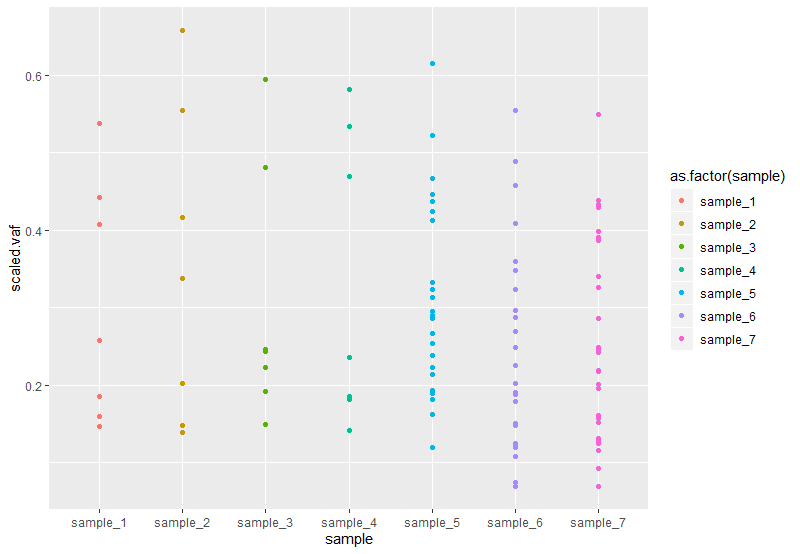 0.6
0.4
0.2
scaled.vaf
sample_1 sample_2 sample_3 sample_4 sample_5 sample_6 sample_7
sample
as.factor(sample)
sample_1
sample_2
sample_3
sample_4
sample_5
sample_6
sample_7